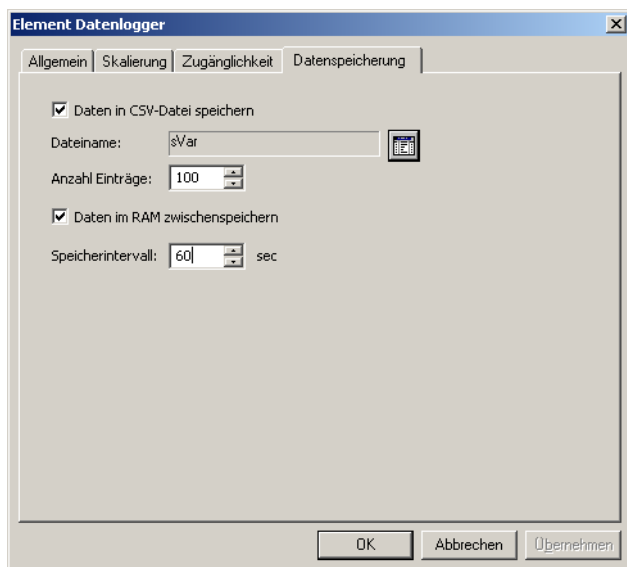 Element Datenlogger
Allgemein Skalierung Zugänglichkeit Datenspeicherung
Daten in CSV-Datei speichern
Dateiname: sVar
Anzahl Einträge: 100
Daten im RAM zwischenspeichern
Speicherintervall: 60 sec
OK Abbrechen Übernehmen